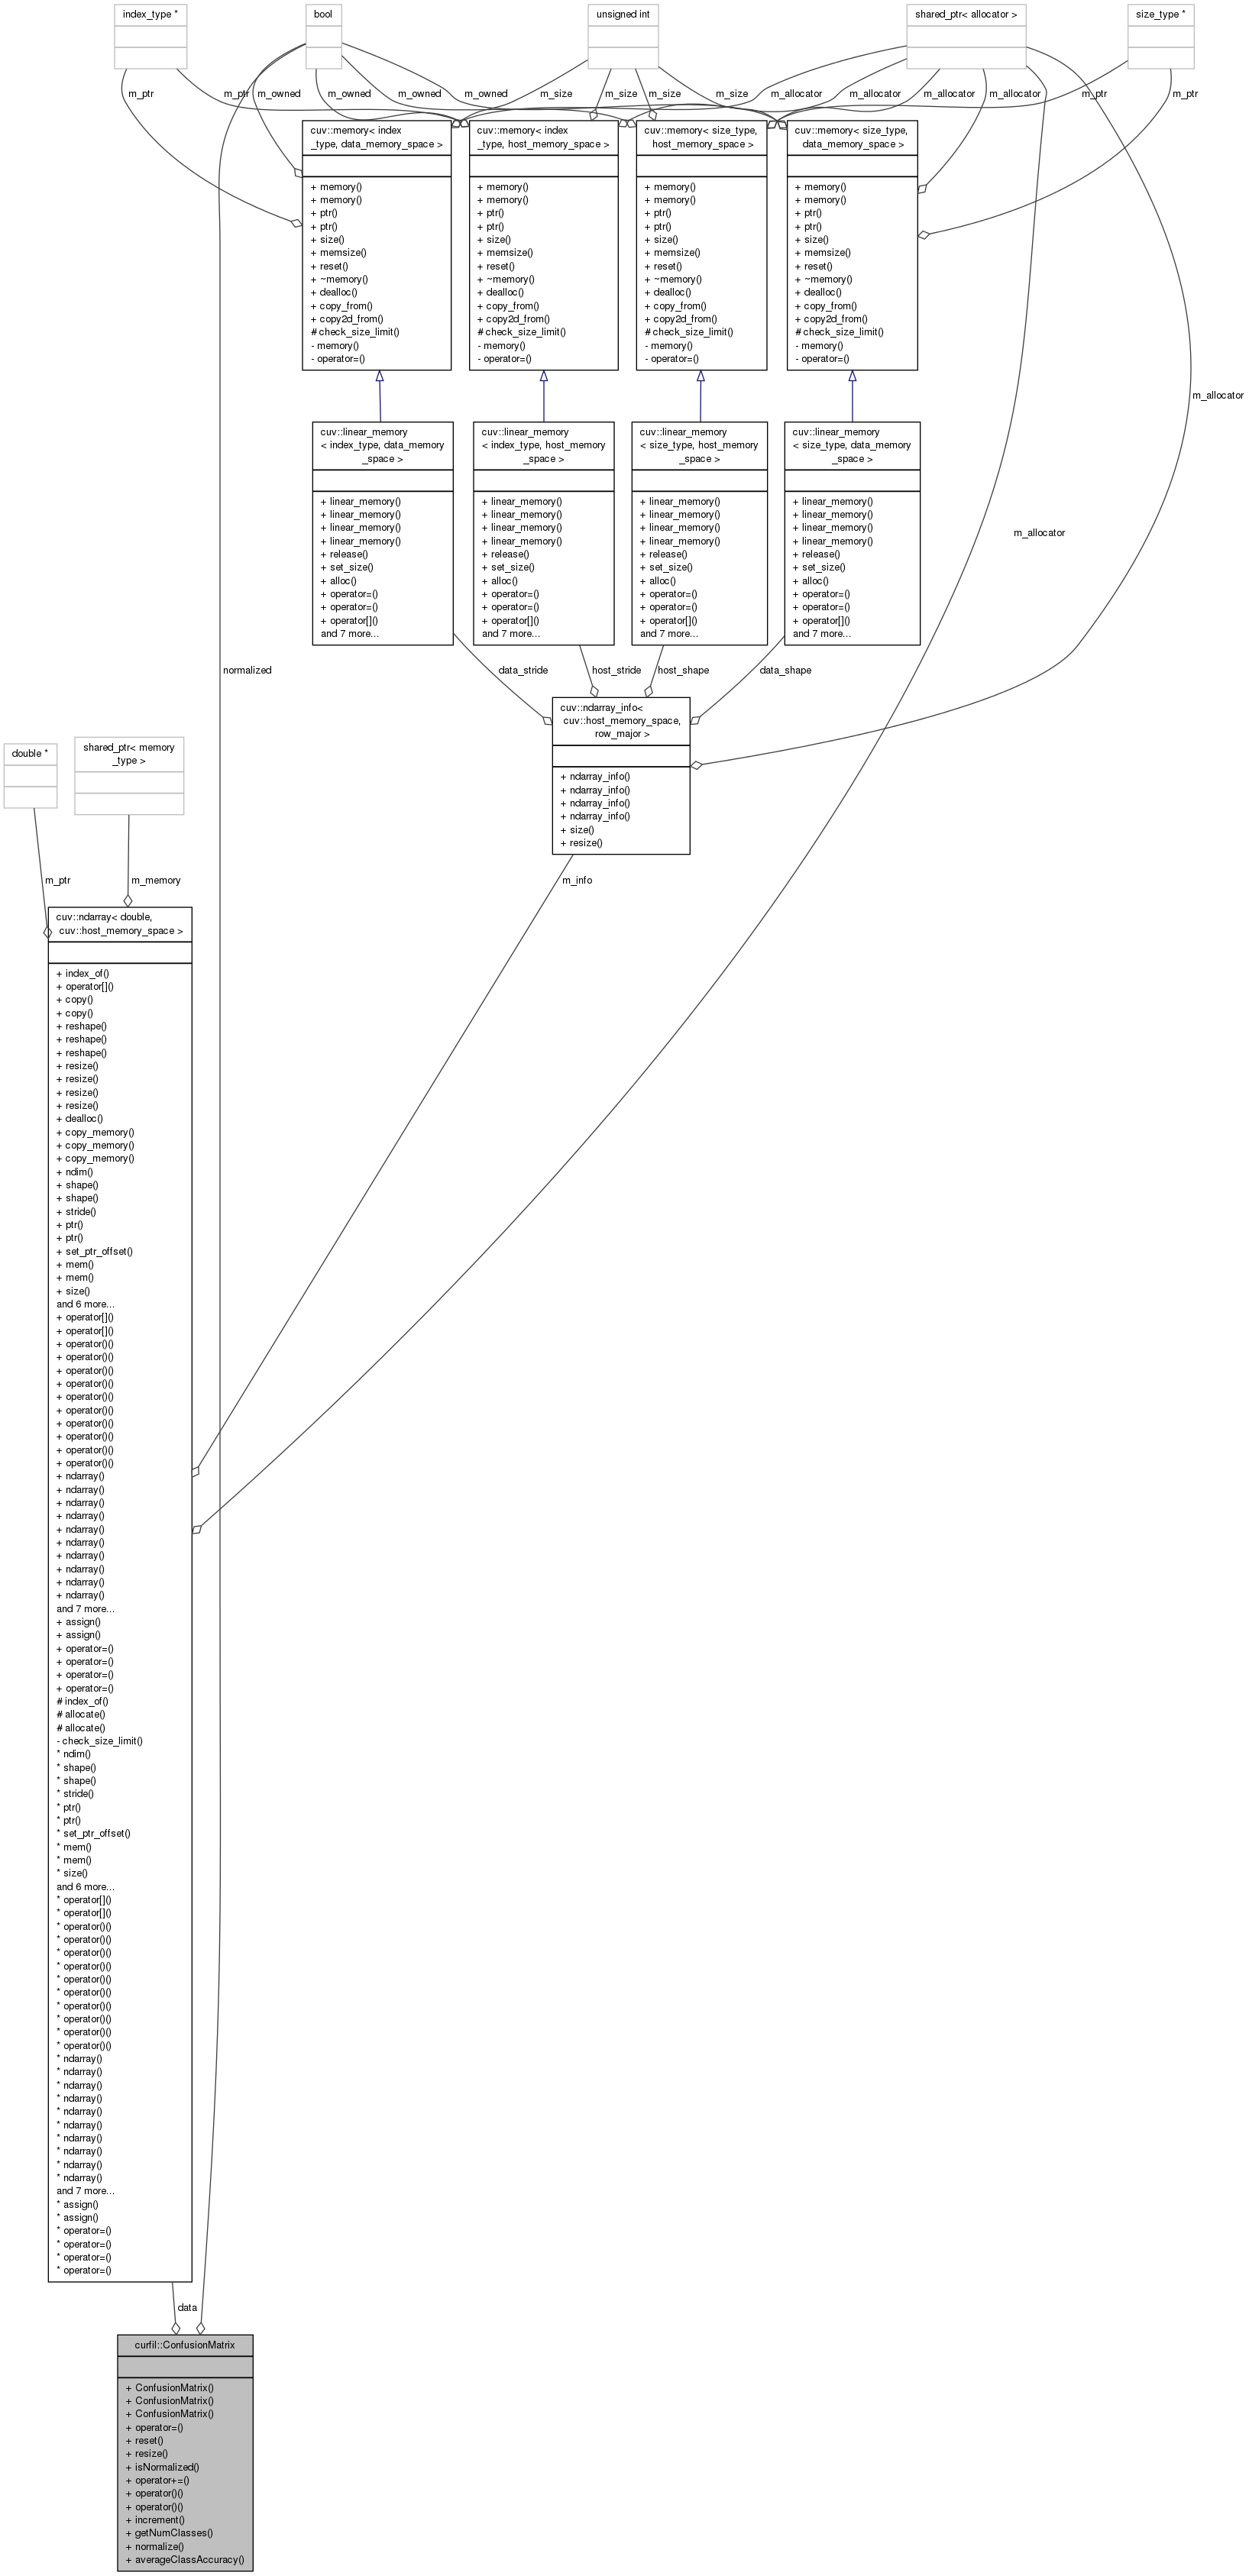 index_type *
bool
unsigned int
shared_ptr< allocator >
size_type *
m_ptr
m_ptr
m_owned
m_owned
m_owned
m_owned
m_size
m_size
m_size
m_size
m_allocator
m_allocator
m_allocator
m_allocator
m_ptr
m_ptr
cuv::memory< index
_type, data_memory_space >
+ memory()
+ memory()
+ ptr()
+ ptr()
+ size()
+ memsize()
+ reset()
+ ~memory()
+ dealloc()
+ copy_from()
+ copy2d_from()
# check_size_limit()
- memory()
- operator=()
cuv::memory< index
_type, host_memory_space >
+ memory()
+ memory()
+ ptr()
+ ptr()
+ size()
+ memsize()
+ reset()
+ ~memory()
+ dealloc()
+ copy_from()
+ copy2d_from()
# check_size_limit()
- memory()
- operator=()
cuv::memory< size_type,
host_memory_space >
+ memory()
+ memory()
+ ptr()
+ ptr()
+ size()
+ memsize()
+ reset()
+ ~memory()
+ dealloc()
+ copy_from()
+ copy2d_from()
# check_size_limit()
- memory()
- operator=()
cuv::memory< size_type,
data_memory_space >
+ memory()
+ memory()
+ ptr()
+ ptr()
+ size()
+ memsize()
+ reset()
+ ~memory()
+ dealloc()
+ copy_from()
+ copy2d_from()
# check_size_limit()
- memory()
- operator=()
m_allocator
cuv::linear_memory
< index_type, data_memory
_space >
+ linear_memory()
+ linear_memory()
+ linear_memory()
+ linear_memory()
+ release()
+ set_size()
+ alloc()
+ operator=()
+ operator=()
+ operator[]()
and 7 more...
cuv::linear_memory
< index_type, host_memory
_space >
+ linear_memory()
+ linear_memory()
+ linear_memory()
+ linear_memory()
+ release()
+ set_size()
+ alloc()
+ operator=()
+ operator=()
+ operator[]()
and 7 more...
cuv::linear_memory
< size_type, host_memory
_space >
+ linear_memory()
+ linear_memory()
+ linear_memory()
+ linear_memory()
+ release()
+ set_size()
+ alloc()
+ operator=()
+ operator=()
+ operator[]()
and 7 more...
cuv::linear_memory
< size_type, data_memory
_space >
+ linear_memory()
+ linear_memory()
+ linear_memory()
+ linear_memory()
+ release()
+ set_size()
+ alloc()
+ operator=()
+ operator=()
+ operator[]()
and 7 more...
m_allocator
normalized
data_stride
host_stride
host_shape
data_shape
cuv::ndarray_info<
cuv::host_memory_space,
row_major >
+ ndarray_info()
+ ndarray_info()
+ ndarray_info()
+ ndarray_info()
+ size()
+ resize()
double *
shared_ptr< memory
_type >
m_ptr
m_memory
m_info
cuv::ndarray< double,
cuv::host_memory_space >
+ index_of()
+ operator[]()
+ copy()
+ copy()
+ reshape()
+ reshape()
+ reshape()
+ resize()
+ resize()
+ resize()
+ resize()
+ dealloc()
+ copy_memory()
+ copy_memory()
+ copy_memory()
+ ndim()
+ shape()
+ shape()
+ stride()
+ ptr()
+ ptr()
+ set_ptr_offset()
+ mem()
+ mem()
+ size()
and 6 more...
+ operator[]()
+ operator[]()
+ operator()()
+ operator()()
+ operator()()
+ operator()()
+ operator()()
+ operator()()
+ operator()()
+ operator()()
+ operator()()
+ operator()()
+ ndarray()
+ ndarray()
+ ndarray()
+ ndarray()
+ ndarray()
+ ndarray()
+ ndarray()
+ ndarray()
+ ndarray()
+ ndarray()
and 7 more...
+ assign()
+ assign()
+ operator=()
+ operator=()
+ operator=()
+ operator=()
# index_of()
# allocate()
# allocate()
- check_size_limit()
* ndim()
* shape()
* shape()
* stride()
* ptr()
* ptr()
* set_ptr_offset()
* mem()
* mem()
* size()
and 6 more...
* operator[]()
* operator[]()
* operator()()
* operator()()
* operator()()
* operator()()
* operator()()
* operator()()
* operator()()
* operator()()
* operator()()
* operator()()
* ndarray()
* ndarray()
* ndarray()
* ndarray()
* ndarray()
* ndarray()
* ndarray()
* ndarray()
* ndarray()
* ndarray()
and 7 more...
* assign()
* assign()
* operator=()
* operator=()
* operator=()
* operator=()
data
curfil::ConfusionMatrix
+ ConfusionMatrix()
+ ConfusionMatrix()
+ ConfusionMatrix()
+ operator=()
+ reset()
+ resize()
+ isNormalized()
+ operator+=()
+ operator()()
+ operator()()
+ increment()
+ getNumClasses()
+ normalize()
+ averageClassAccuracy()